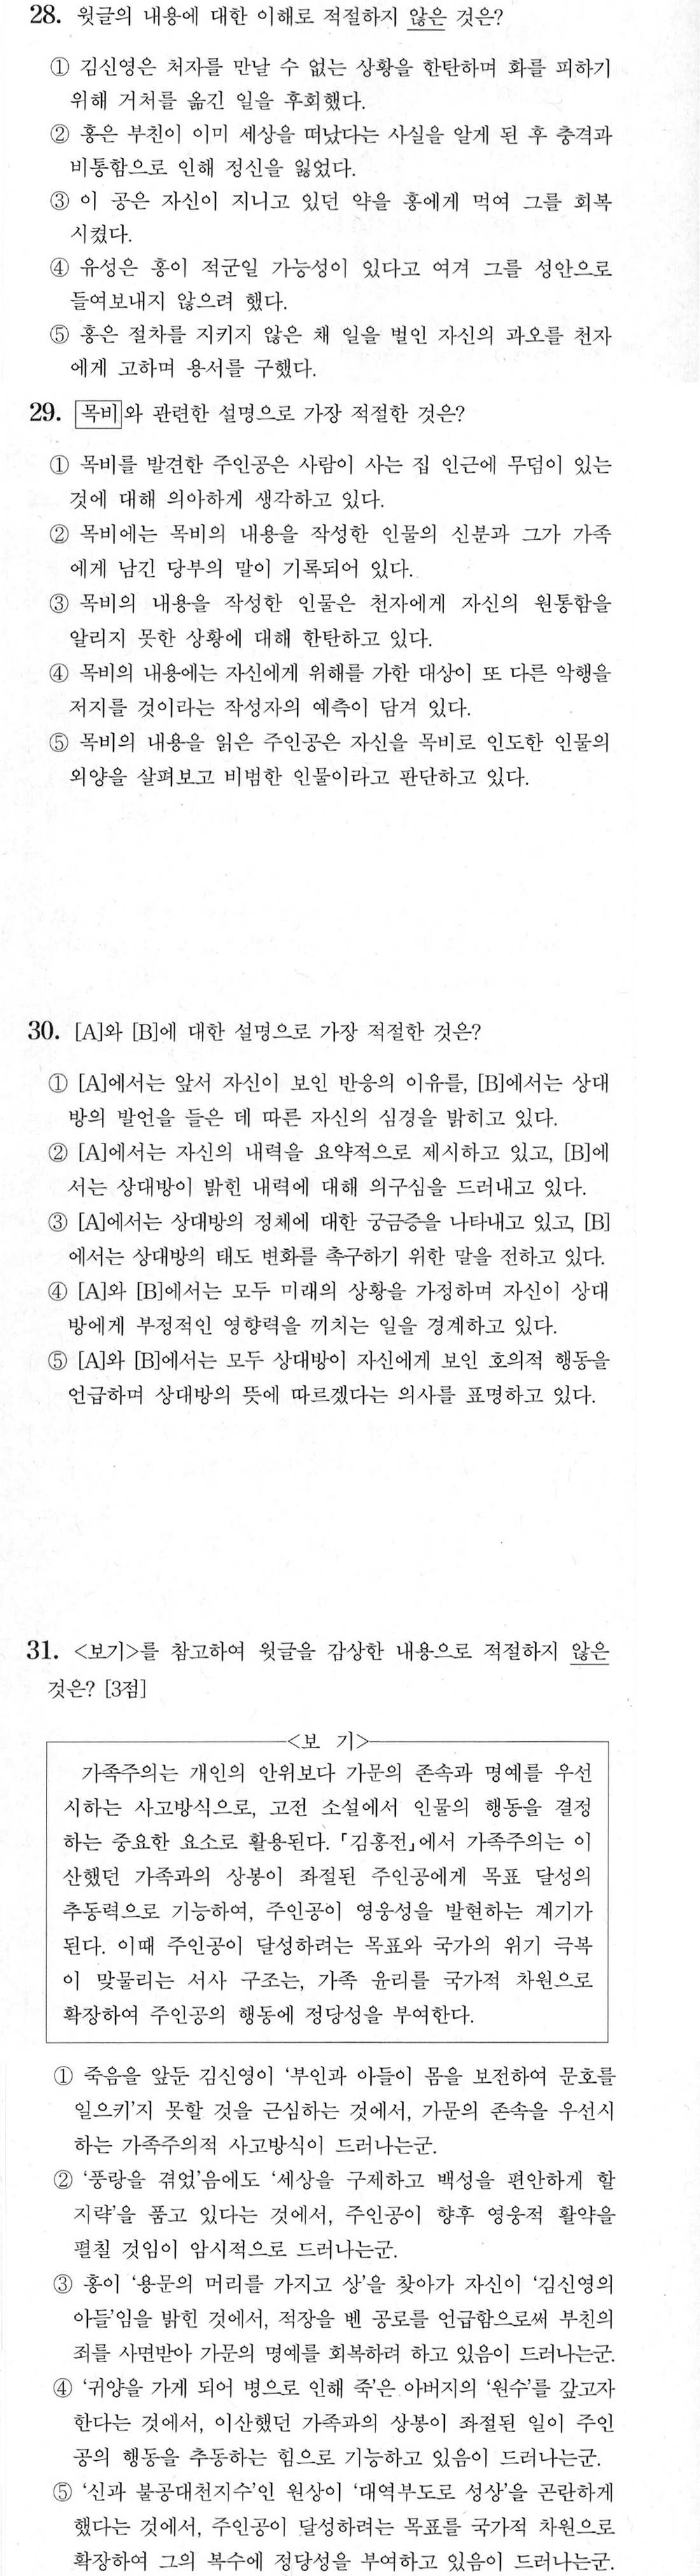 28. 윗글의 내용에 대한 이해로 적절하지 않은 것은?
① 김신영은 처자를 만날 수 없는 상황을 한탄하며 화를 피하기
위해 거처를 옮긴 일을 후회했다.
② 홍은 부친이 이미 세상을 떠났다는 사실을 알게 된 후 충격과
비통함으로 인해 정신을 잃었다.
③ 이 공은 자신이 지니고 있던 약을 홍에게 먹여 그를 회복
시켰다.
④ 유성은 홍이 적군일 가능성이 있다고 여겨 그를 성안으로
들여보내지 않으려 했다.
⑤ 홍은 절차를 지키지 않은 채 일을 벌인 자신의 과오를 천자
에게 고하며 용서를 구했다.
29. 목비와 관련한 설명으로 가장 적절한 것은?
① 목비를 발견한 주인공은 사람이 사는 집 인근에 무덤이 있는
것에 대해 의아하게 생각하고 있다.
② 목비에는 목비의 내용을 작성한 인물의 신분과 그가 가족
에게 남긴 당부의 말이 기록되어 있다.
③ 목비의 내용을 작성한 인물은 천자에게 자신의 원통함을
알리지 못한 상황에 대해 한탄하고 있다.
④ 목비의 내용에는 자신에게 위해를 가한 대상이 또 다른 악행을
저지를 것이라는 작성자의 예측이 담겨 있다.
⑤ 목비의 내용을 읽은 주인공은 자신을 목비로 인도한 인물의
외양을 살펴보고 비범한 인물이라고 판단하고 있다.
30. [A]와 [B]에 대한 설명으로 가장 적절한 것은?
① [A]에서는 앞서 자신이 보인 반응의 이유를, [B]에서는 상대
방의 발언을 들은 데 따른 자신의 심경을 밝히고 있다.
② [A]에서는 자신의 내력을 요약적으로 제시하고 있고, [B]에
서는 상대방이 밝힌 내력에 대해 의구심을 드러내고 있다.
③ [A]에서는 상대방의 정체에 대한 궁금증을 나타내고 있고, [B]
에서는 상대방의 태도 변화를 촉구하기 위한 말을 전하고 있다.
④ [A]와 [B]에서는 모두 미래의 상황을 가정하며 자신이 상대
방에게 부정적인 영향력을 끼치는 일을 경계하고 있다.
⑤ [A]와 [B]에서는 모두 상대방이 자신에게 보인 호의적 행동을
언급하며 상대방의 뜻에 따르겠다는 의사를 표명하고 있다.
31. <보기>를 참고하여 윗글을 감상한 내용으로 적절하지 않은
것은? [3점]
<보 기>
가족주의는 개인의 안위보다 가문의 존속과 명예를 우선
시하는 사고방식으로, 고전 소설에서 인물의 행동을 결정
하는 중요한 요소로 활용된다. 「김홍전」에서 가족주의는 이
산했던 가족과의 상봉이 좌절된 주인공에게 목표 달성의
추동력으로 기능하여, 주인공이 영웅성을 발현하는 계기가
된다. 이때 주인공이 달성하려는 목표와 국가의 위기 극복
이 맞물리는 서사 구조는, 가족 윤리를 국가적 차원으로
확장하여 주인공의 행동에 정당성을 부여한다.
① 죽음을 앞둔 김신영이 ‘부인과 아들이 몸을 보전하여 문호를
일으키’지 못할 것을 근심하는 것에서, 가문의 존속을 우선시
하는 가족주의적 사고방식이 드러나는군.
② ‘풍랑을 겪었’음에도 ‘세상을 구제하고 백성을 편안하게 할
지략’을 품고 있다는 것에서, 주인공이 향후 영웅적 활약을
펼칠 것임이 암시적으로 드러나는군.
③ 홍이 ‘용문의 머리를 가지고 상’을 찾아가 자신이 ‘김신영의
아들’임을 밝힌 것에서, 적장을 벤 공로를 언급함으로써 부친의
죄를 사면받아 가문의 명예를 회복하려 하고 있음이 드러나는군.
④ ‘귀양을 가게 되어 병으로 인해 죽’은 아버지의 ‘원수’를 갚고자
한다는 것에서, 이산했던 가족과의 상봉이 좌절된 일이 주인
공의 행동을 추동하는 힘으로 기능하고 있음이 드러나는군.
⑤ ‘신과 불공대천지수’인 원상이 ‘대역부도로 성상’을 곤란하게
했다는 것에서, 주인공이 달성하려는 목표를 국가적 차원으로
확장하여 그의 복수에 정당성을 부여하고 있음이 드러나는군.